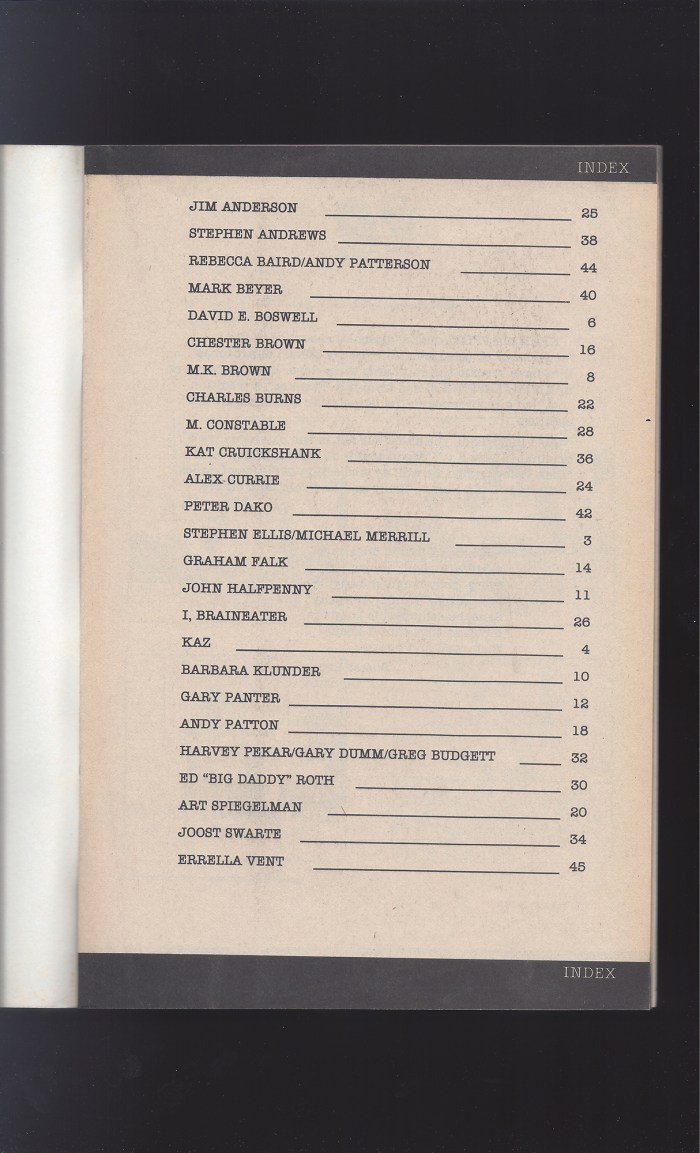 INDEX
JIM ANDERSON 25
STEPHEN ANDREWS 38
REBECCA BAIRD/ANDY PATTERSON 44
MARK BEYER 40
DAVID E. BOSWELL 6
CHESTER BROWN 16
M.K. BROWN 8
CHARLES BURNS 22
M. CONSTABLE 28
KAT CRUICKSHANK 36
ALEX CURRIE 24
PETER DAKO 42
STEPHEN ELLIS/MICHAEL MERRILL 3
GRAHAM FALK 14
JOHN HALFPENNY 11
I, BRAINEATER 26
KAZ 4
BARBARA KLUNDER 10
GARY PANTER 12
ANDY PATTON 18
HARVEY PEKAR/GARY DUMM/GREG BUDGETT 32
ED "BIG DADDY" ROTH 30
ART SPIEGELMAN 20
JOOST SWARTE 34
ERRELLA VENT 45
INDEX